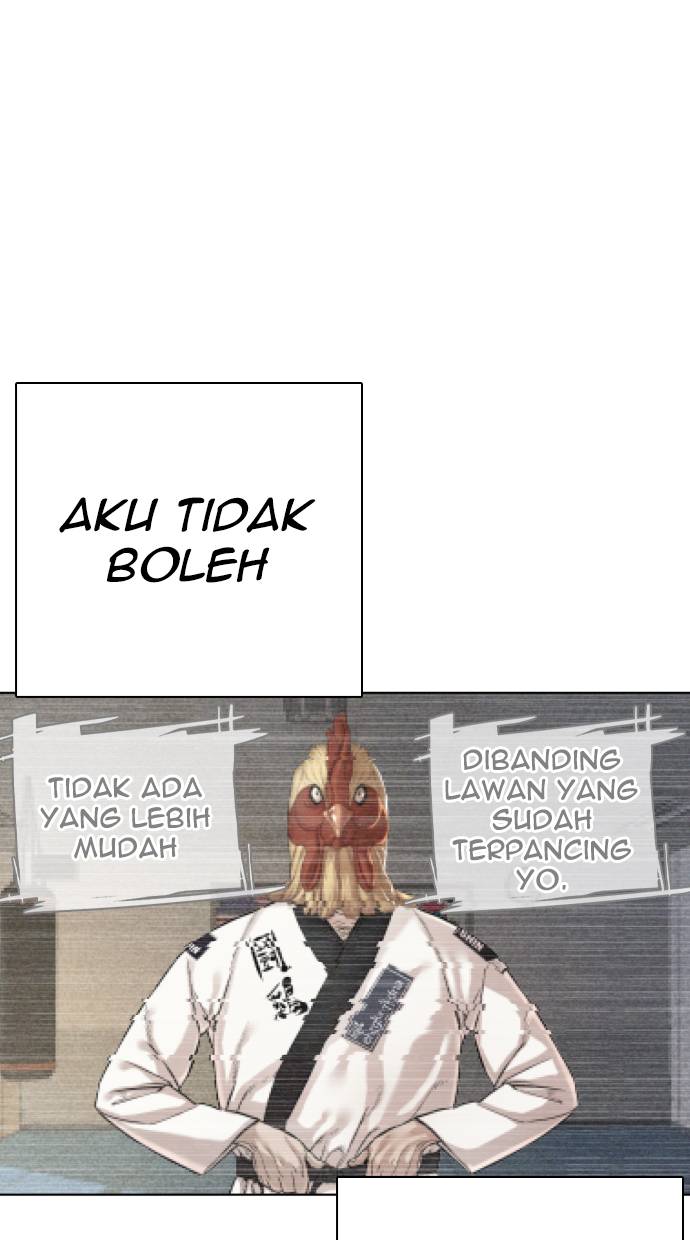 AKU TIDAK
BOLEH
TIDAK ADA
YANG LEBIH
MUDAH
DIBANDING
LAWAN YANG
SUDAH
TERPANCING
YO.